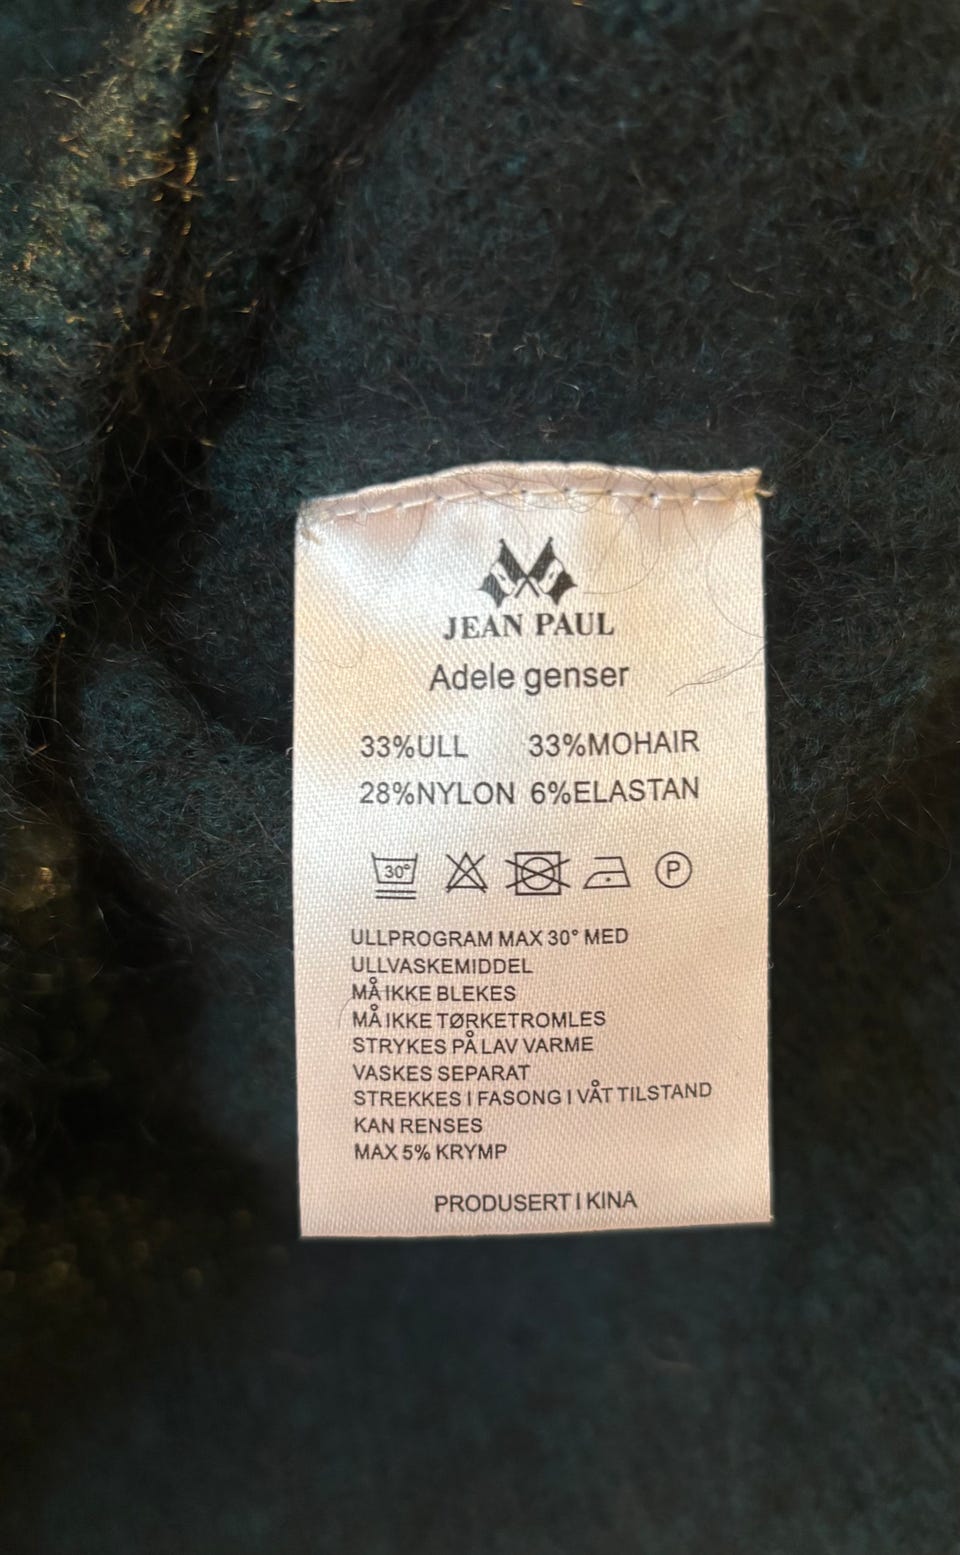 JEAN PAUL
Adele genser
33%ULL 33%MOHAIR
28%NYLON 6%ELASTAN
30° P
ULLPROGRAM MAX 30° MED
ULLVASKEMIDDEL
MÅ IKKE BLEKES
MÅ IKKE TØRKETROMLES
STRYKES PÅ LAV VARME
VASKES SEPARAT
STREKKES I FASONG I VÅT TILSTAND
KAN RENSES
MAX 5% KRYMP
PRODUSERT I KINA